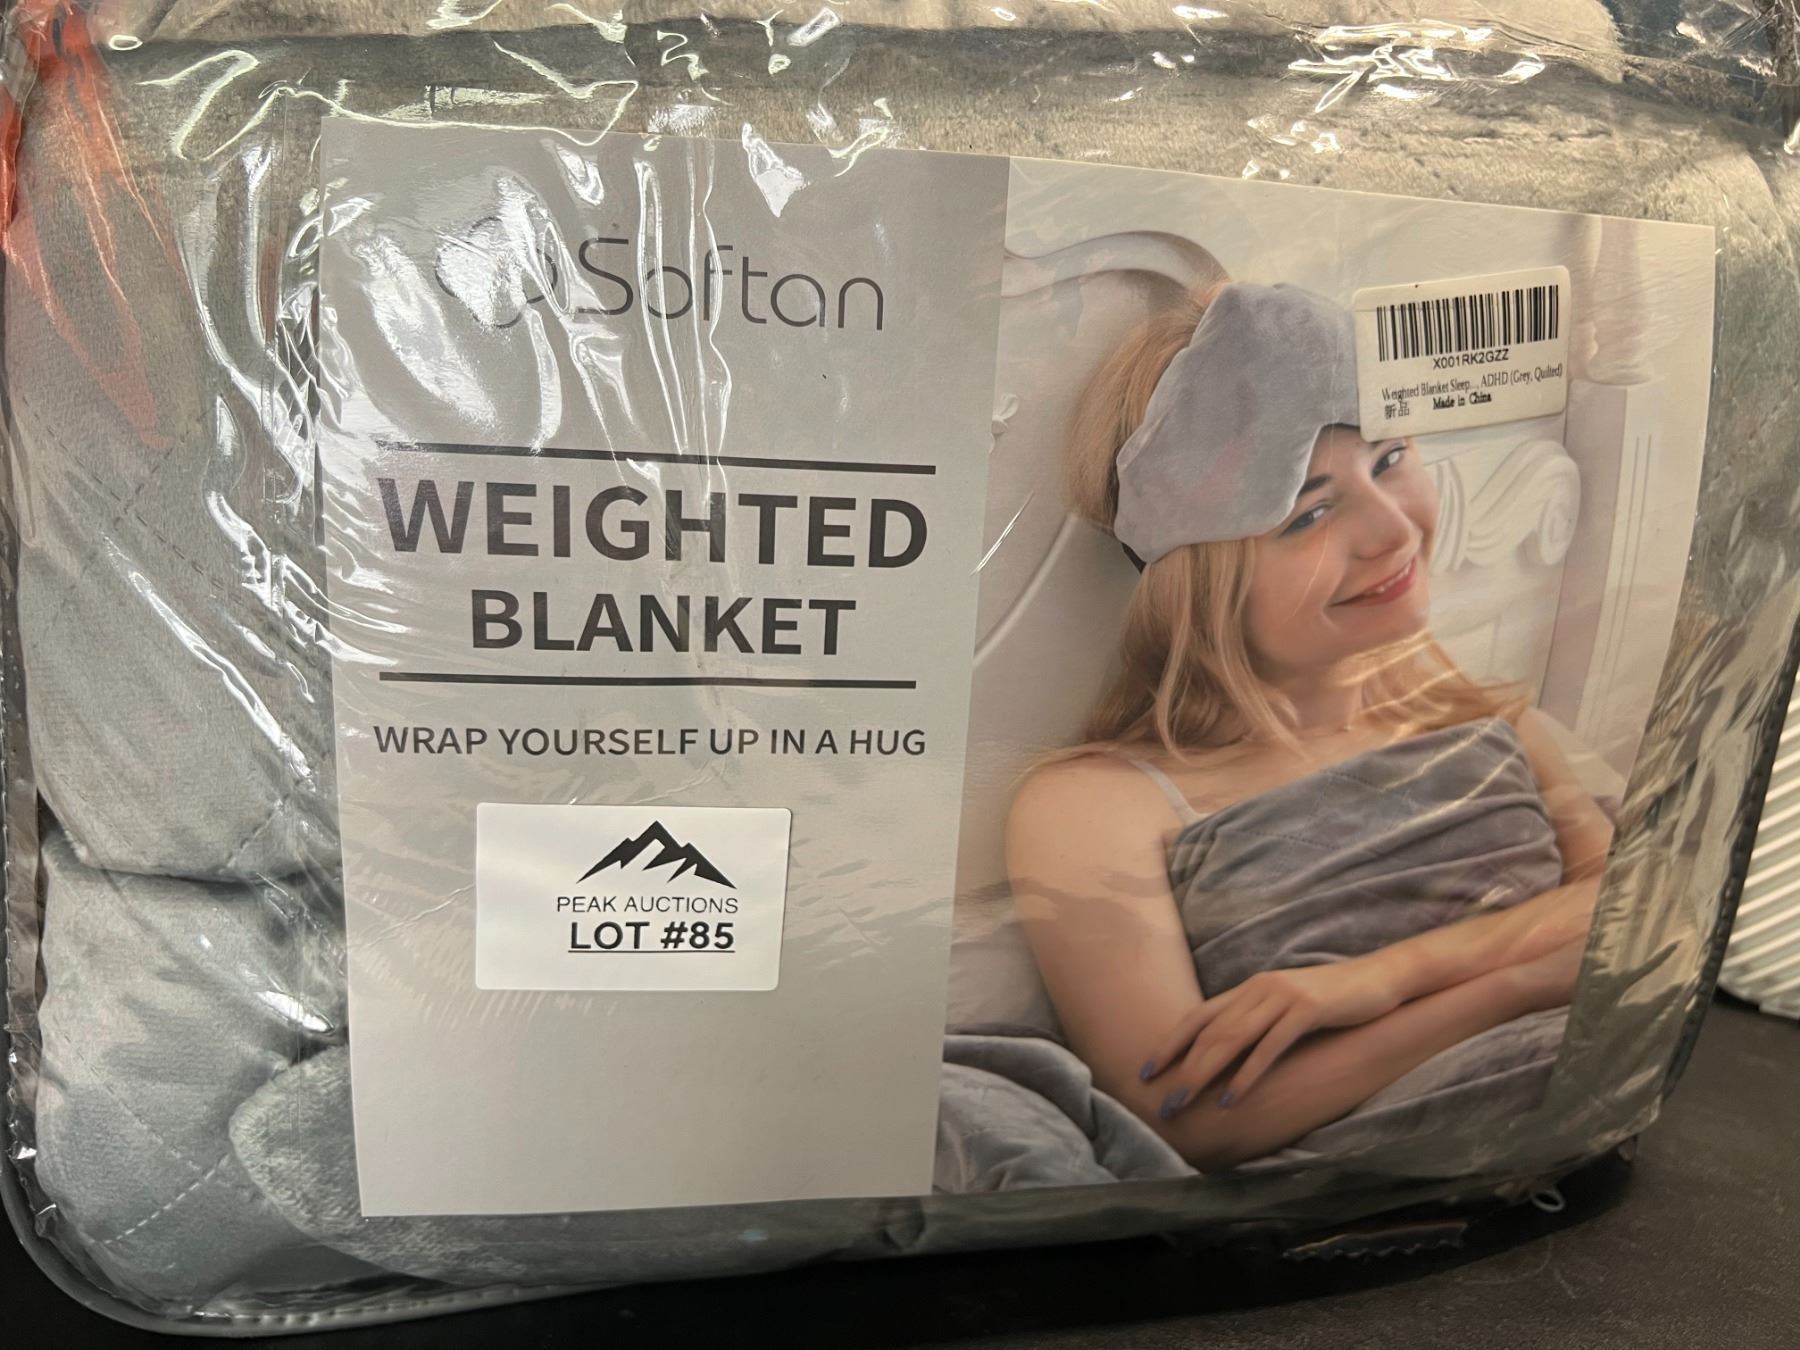 Softan
WEIGHTED
BLANKET
WRAP YOURSELF UP IN A HUG
PEAK AUCTIONS
LOT #85
X001RK2GZZ
Weighted Blanket Sleep..., ADHD (Grey, Quilted)
新品 Made in China